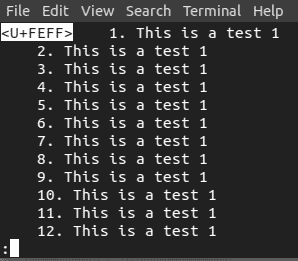 File Edit View Search Terminal Help
<U+FEFF> 1. This is a test 1
2. This is a test 1
3. This is a test 1
4. This is a test 1
5. This is a test 1
6. This is a test 1
7. This is a test 1
8. This is a test 1
9. This is a test 1
10. This is a test 1
11. This is a test 1
12. This is a test 1
: